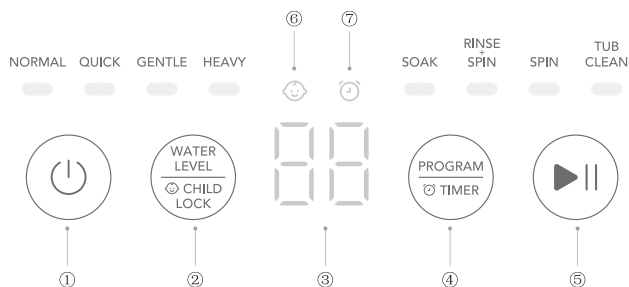 ⑥ ⑦
NORMAL QUICK GENTLE HEAVY SOAK RINSE + SPIN SPIN TUB CLEAN
88
WATER LEVEL
CHILD LOCK
PROGRAM
TIMER
① ② ③ ④ ⑤